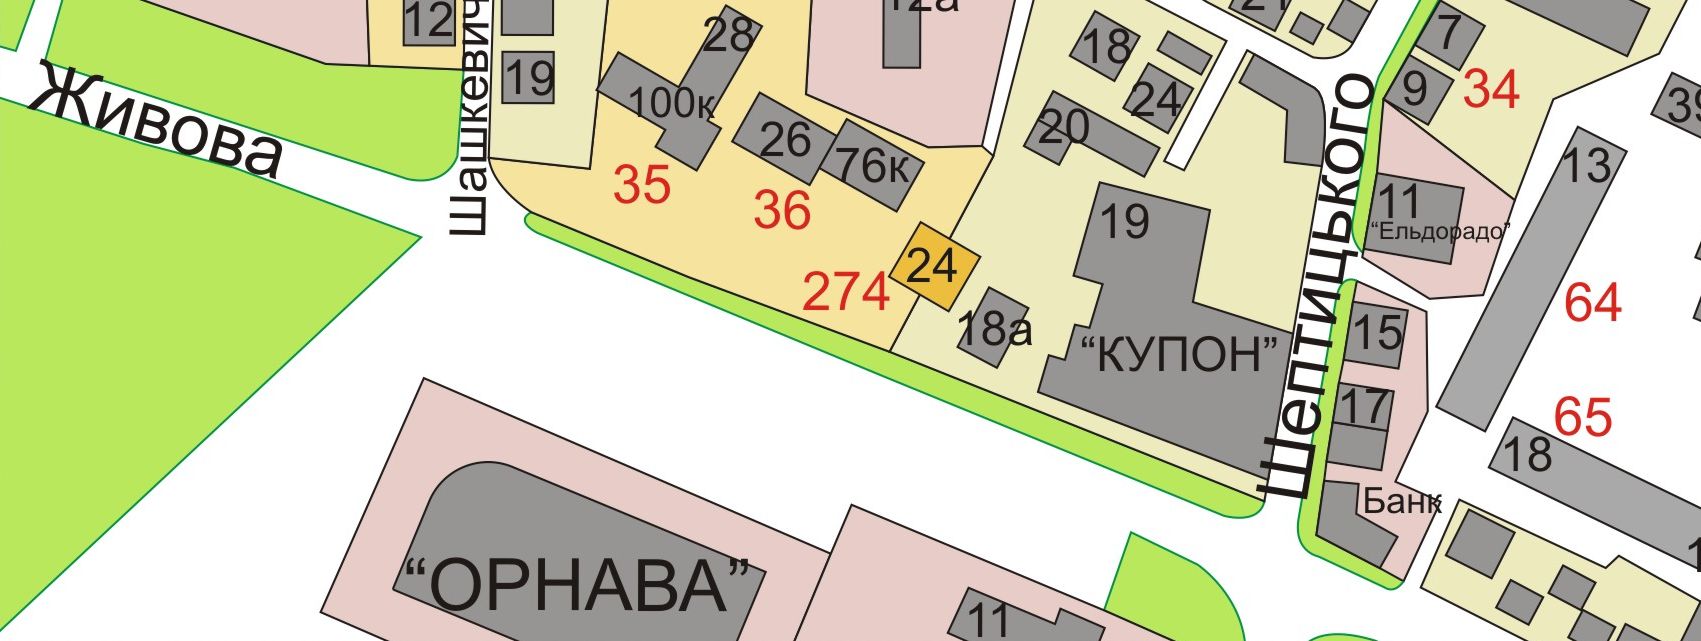 12
19
Шашкевич
Живова
28
100к
26
76к
35
36
274
24
18а
12а
18
24
20
21
19
“КУПОН”
Шептицького
7
9
34
11
“Ельдорадо”
15
17
Банк
13
39
64
65
18
“ОРНАВА”
11